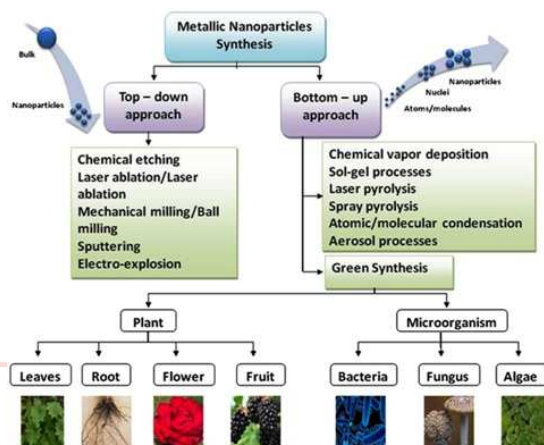 Metallic Nanoparticles
Synthesis
Bulk
Nanoparticles
Top – down
approach
Bottom – up
approach
Nanoparticles
Nuclei
Atoms/molecules
Chemical etching
Laser ablation/Laser
ablation
Mechanical milling/Ball
milling
Sputtering
Electro-explosion
Chemical vapor deposition
Sol-gel processes
Laser pyrolysis
Spray pyrolysis
Atomic/molecular condensation
Aerosol processes
Green Synthesis
Plant
Microorganism
Leaves
Root
Flower
Fruit
Bacteria
Fungus
Algae